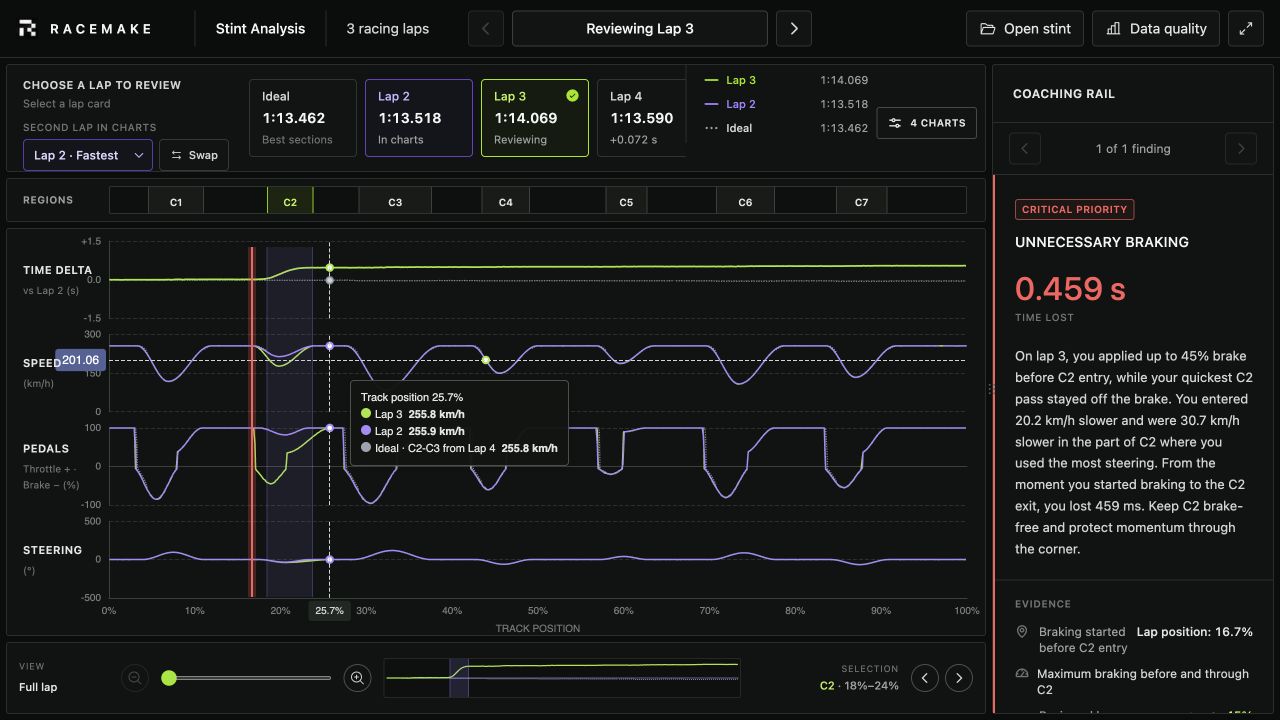 RACEMAKE
Stint Analysis
3 racing laps
Reviewing Lap 3
Open stint
Data quality
CHOOSE A LAP TO REVIEW
Select a lap card
SECOND LAP IN CHARTS
Lap 2 · Fastest
Swap
Ideal
1:13.462
Best sections
Lap 2
1:13.518
In charts
Lap 3
1:14.069
Reviewing
Lap 4
1:13.590
+0.072 s
Lap 3 1:14.069
Lap 2 1:13.518
Ideal 1:13.462
4 CHARTS
REGIONS
C1 C2 C3 C4 C5 C6 C7
TIME DELTA
vs Lap 2 (s)
+1.5
0.0
-1.5
SPEED
(km/h)
300
201.06
150
0
PEDALS
Throttle + ·
Brake − (%)
100
0
-100
STEERING
(°)
500
0
-500
Track position 25.7%
Lap 3 255.8 km/h
Lap 2 255.9 km/h
Ideal · C2-C3 from Lap 4 255.8 km/h
0% 10% 20% 25.7% 30% 40% 50% 60% 70% 80% 90% 100%
TRACK POSITION
VIEW
Full lap
SELECTION
C2 · 18%–24%
COACHING RAIL
1 of 1 finding
CRITICAL PRIORITY
UNNECESSARY BRAKING
0.459 s
TIME LOST
On lap 3, you applied up to 45% brake
before C2 entry, while your quickest C2
pass stayed off the brake. You entered
20.2 km/h slower and were 30.7 km/h
slower in the part of C2 where you
used the most steering. From the
moment you started braking to the C2
exit, you lost 459 ms. Keep C2 brake-
free and protect momentum through
the corner.
EVIDENCE
Braking started Lap position: 16.7%
before C2 entry
Maximum braking before and through
C2